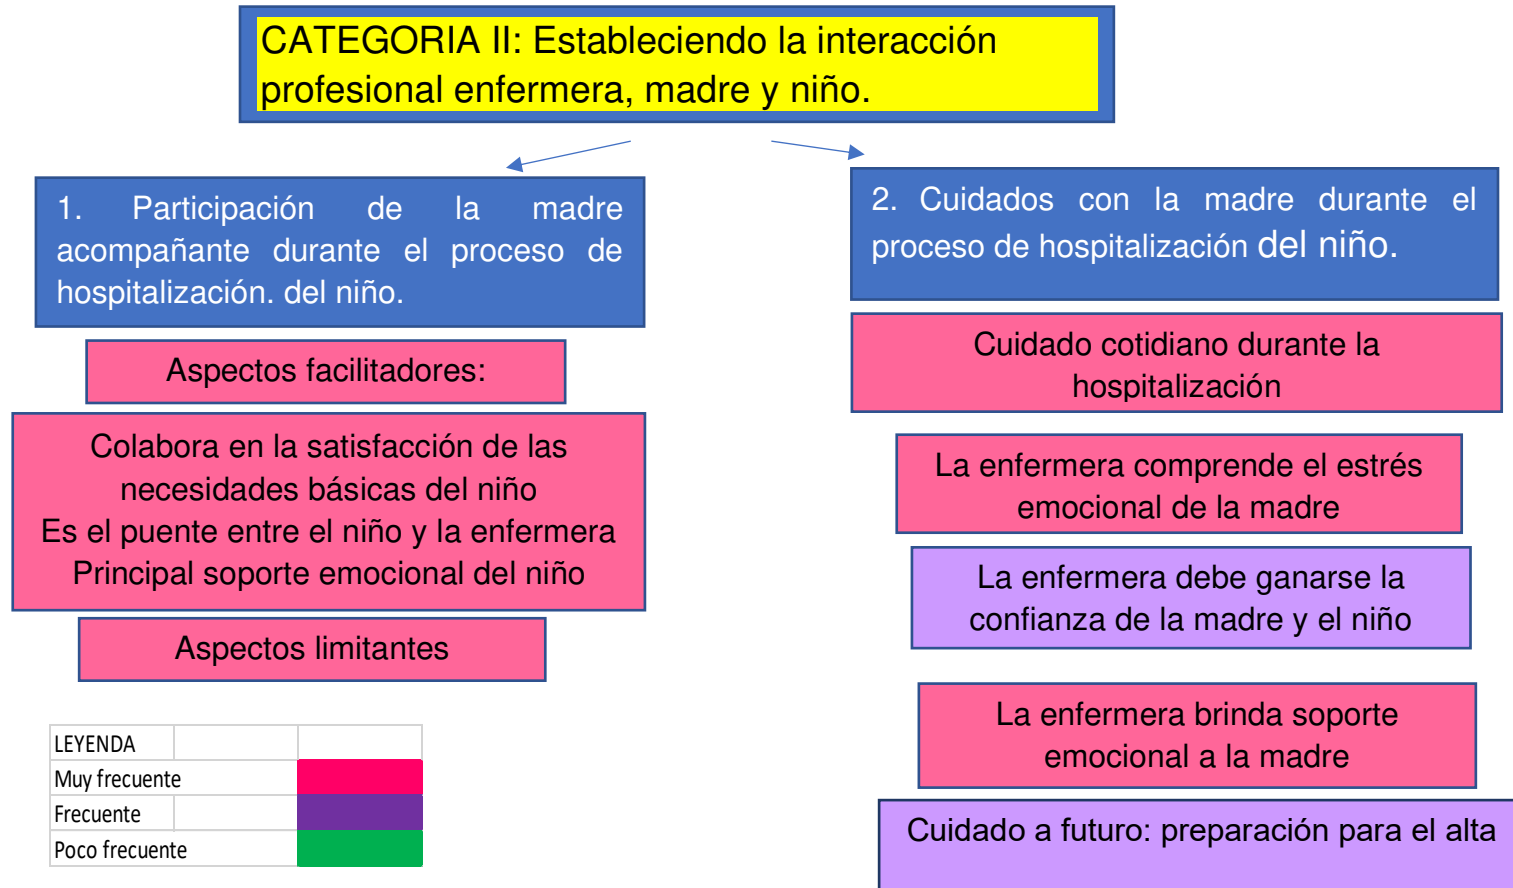 CATEGORIA II: Estableciendo la interacción
profesional enfermera, madre y niño.
1. Participación de la madre
acompañante durante el proceso de
hospitalización. del niño.
Aspectos facilitadores:
Colabora en la satisfacción de las
necesidades básicas del niño
Es el puente entre el niño y la enfermera
Principal soporte emocional del niño
Aspectos limitantes
LEYENDA
Muy frecuente
Frecuente
Poco frecuente
2. Cuidados con la madre durante el
proceso de hospitalización del niño.
Cuidado cotidiano durante la
hospitalización
La enfermera comprende el estrés
emocional de la madre
La enfermera debe ganarse la
confianza de la madre y el niño
La enfermera brinda soporte
emocional a la madre
Cuidado a futuro: preparación para el alta